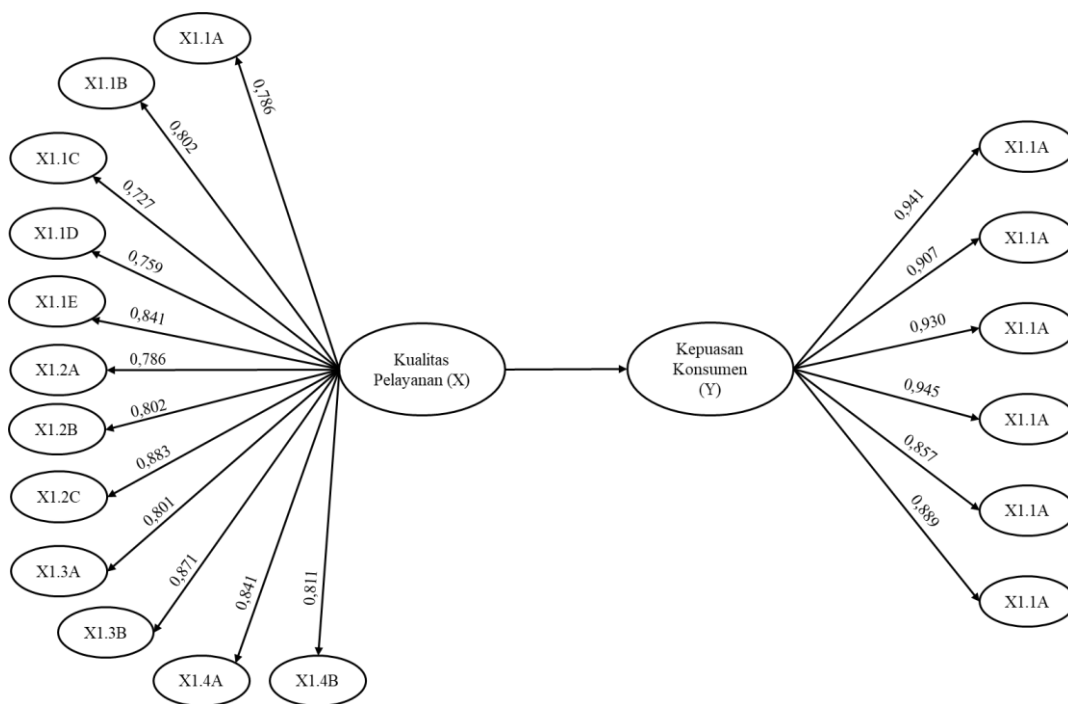 X1.1A
X1.1B
X1.1C
X1.1D
X1.1E
X1.2A
X1.2B
X1.2C
X1.3A
X1.3B
X1.4A
X1.4B
0,786
0,802
0,727
0,759
0,841
0,786
0,802
0,883
0,801
0,871
0,841
0,811
Kualitas
Pelayanan (X)
Kepuasan
Konsumen
(Y)
0,941
0,907
0,930
0,945
0,857
0,889
X1.1A
X1.1A
X1.1A
X1.1A
X1.1A
X1.1A